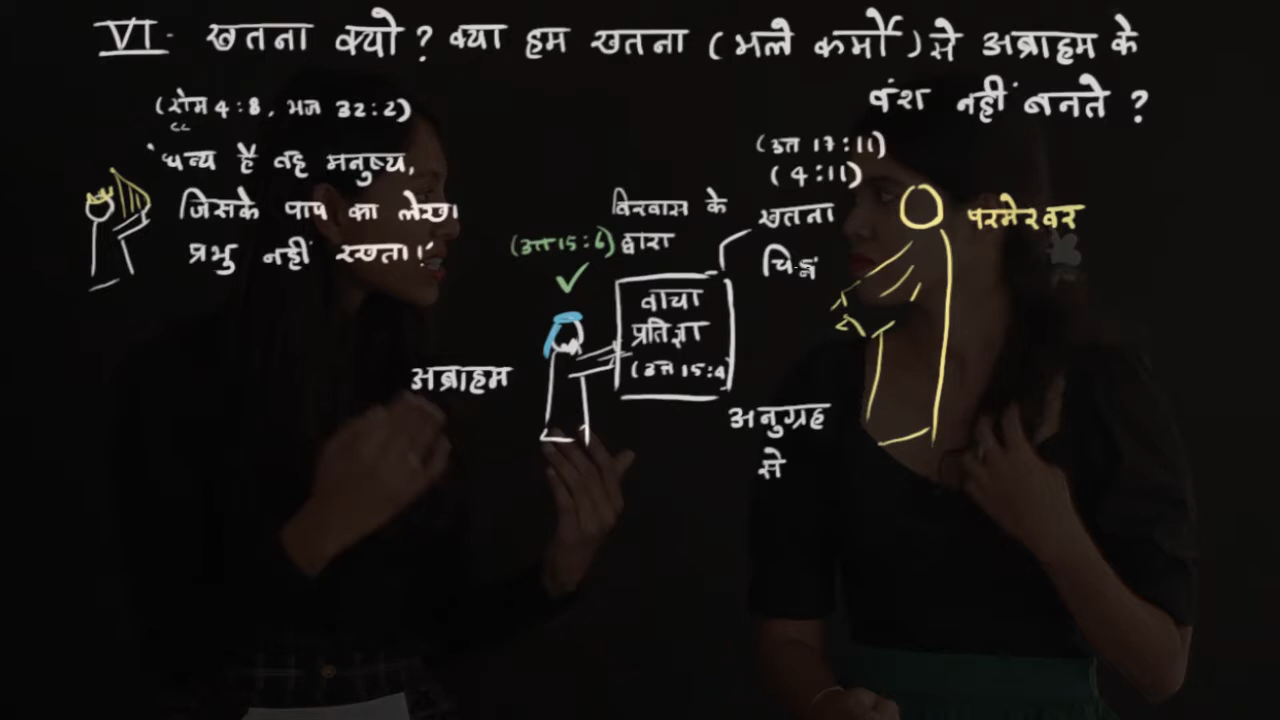 VI. खतना क्यो? क्या हम खतना (भले कर्मो) से अब्राहम के
वंश नहीं बनते?
(रोम 4:8, भज 32:2)
"धन्य है वह मनुष्य,
जिसके पाप का लेखा
प्रभु नहीं रखता।"
(उत्त 17:11)
(4:11)
खतना
चिह्न
परमेश्वर
विश्वास के
द्वारा
(उत्त 15:6)
वाचा
प्रतिज्ञा
(उत्त 15:4)
अब्राहम
अनुग्रह
से